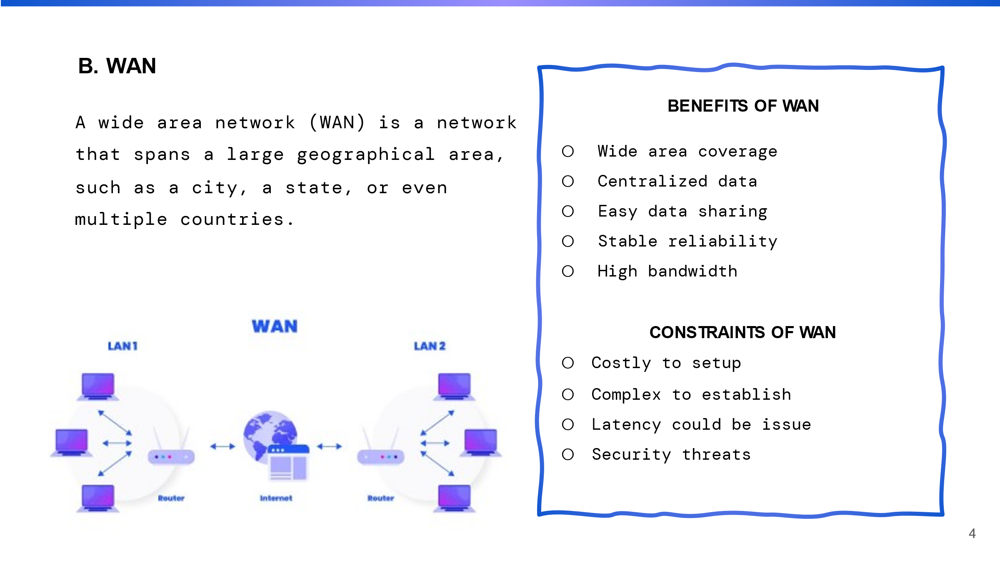 B. WAN
A wide area network (WAN) is a network
that spans a large geographical area,
such as a city, a state, or even
multiple countries.
WAN
LAN 1
LAN 2
Router
Internet
Router
BENEFITS OF WAN
Wide area coverage
Centralized data
Easy data sharing
Stable reliability
High bandwidth
CONSTRAINTS OF WAN
Costly to setup
Complex to establish
Latency could be issue
Security threats
4